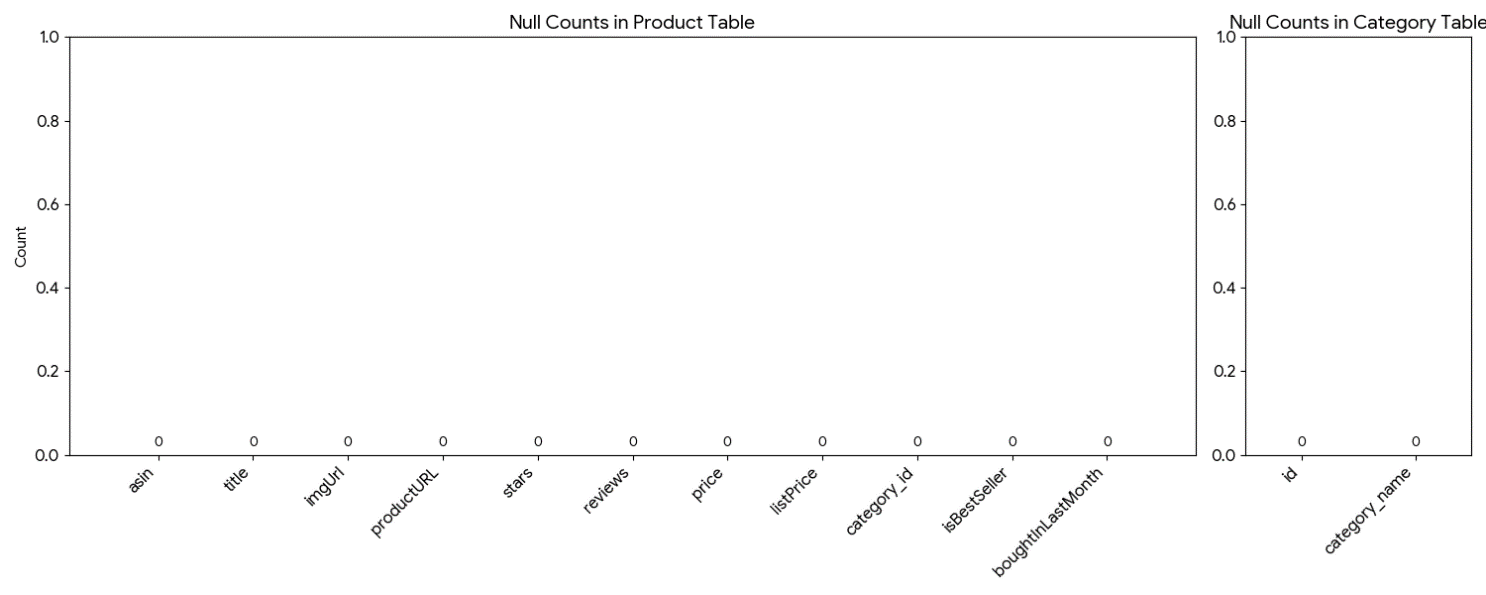 Null Counts in Product Table
1.0
0.8
0.6
0.4
0.2
0.0
Count
0 0 0 0 0 0 0 0 0 0 0
asin
title
imgUrl
productURL
stars
reviews
price
listPrice
category_id
isBestSeller
boughtInLastMonth
Null Counts in Category Table
1.0
0.8
0.6
0.4
0.2
0.0
0 0
id
category_name